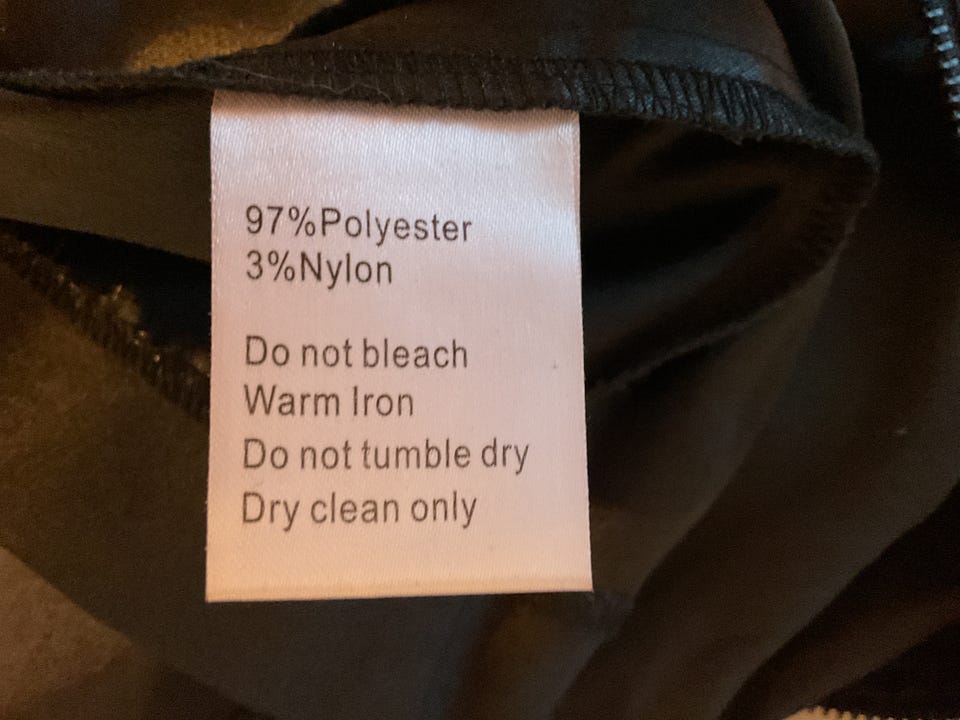 97%Polyester
3%Nylon
Do not bleach
Warm Iron
Do not tumble dry
Dry clean only